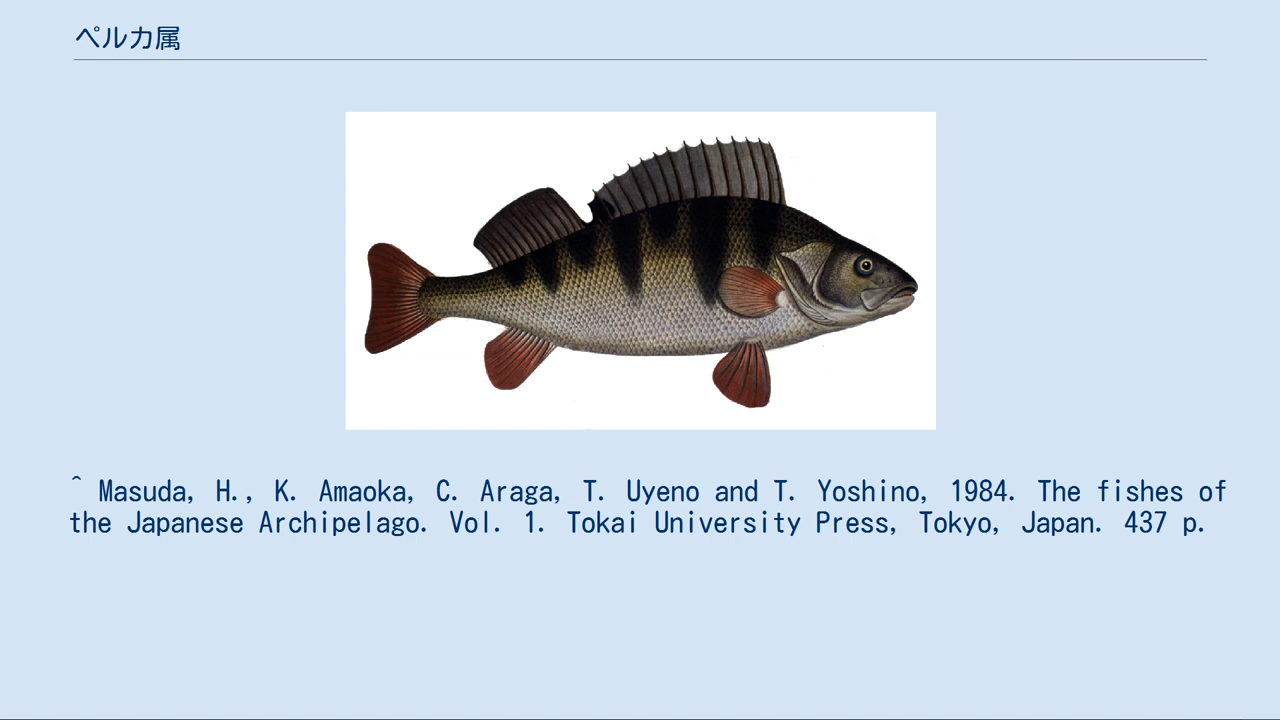 ペルカ属
^ Masuda, H., K. Amaoka, C. Araga, T. Uyeno and T. Yoshino, 1984. The fishes of
the Japanese Archipelago. Vol. 1. Tokai University Press, Tokyo, Japan. 437 p.